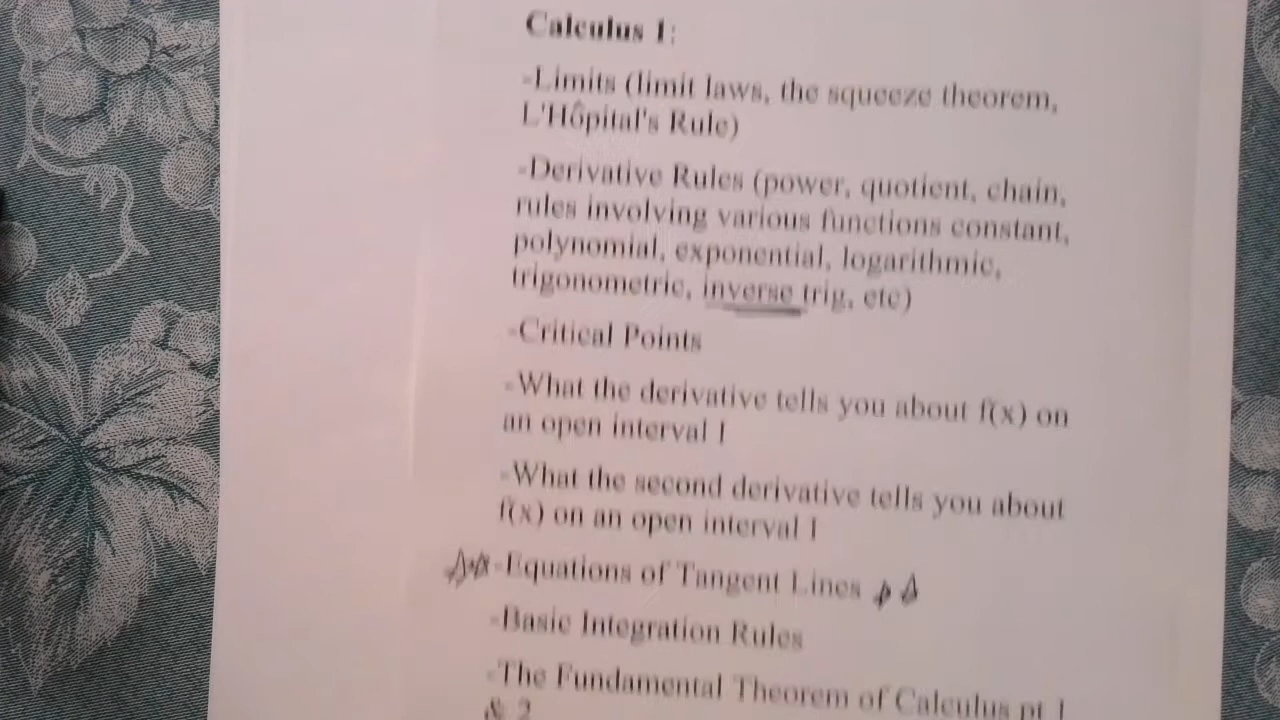 Calculus 1:
-Limits (limit laws, the squeeze theorem,
L'Hôpital's Rule)
-Derivative Rules (power, quotient, chain,
rules involving various functions constant,
polynomial, exponential, logarithmic,
trigonometric, inverse trig, etc)
-Critical Points
-What the derivative tells you about f(x) on
an open interval I
-What the second derivative tells you about
f(x) on an open interval I
-Equations of Tangent Lines
-Basic Integration Rules
-The Fundamental Theorem of Calculus pt 1
& 2